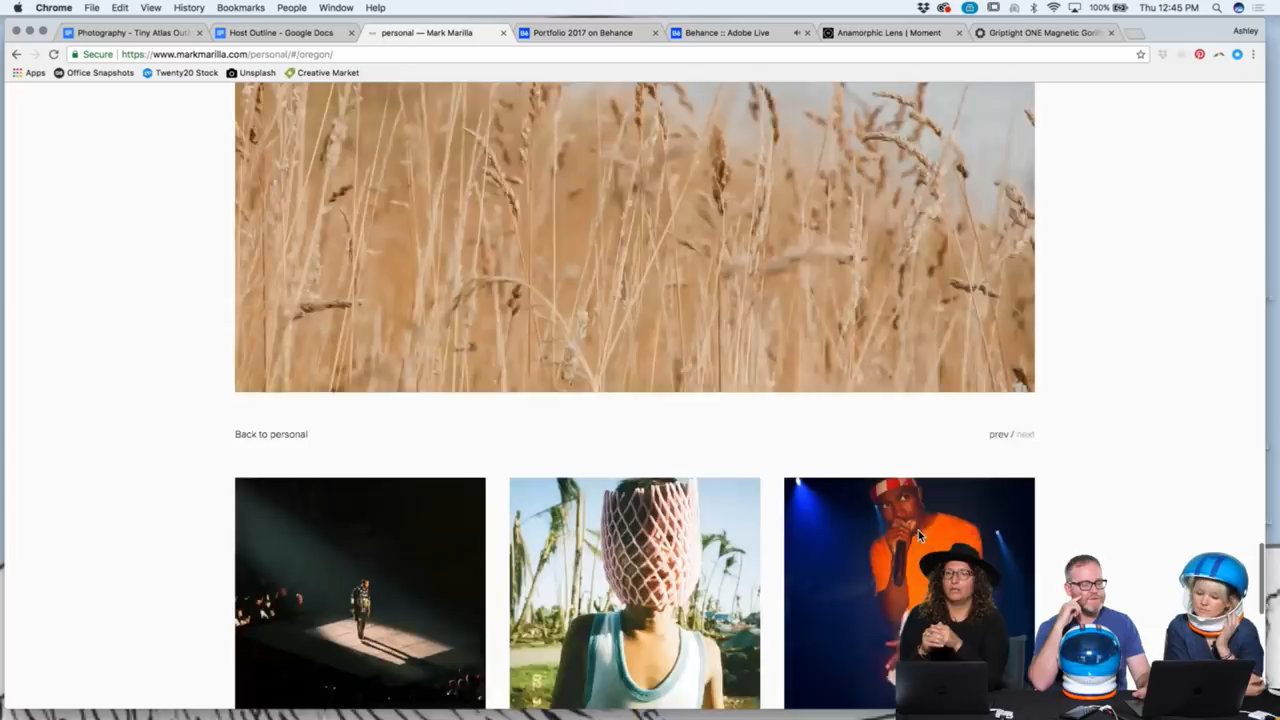 Chrome File Edit View History Bookmarks People Window Help 100% Thu 12:45 PM
Photography - Tiny Atlas Outl Host Outline - Google Docs personal — Mark Marilla Portfolio 2017 on Behance Behance :: Adobe Live Anamorphic Lens | Moment Griptight ONE Magnetic Goril Ashley
Secure https://www.markmarilla.com/personal/#/oregon/
Apps Office Snapshots Twenty20 Stock Unsplash Creative Market
Back to personal prev / next